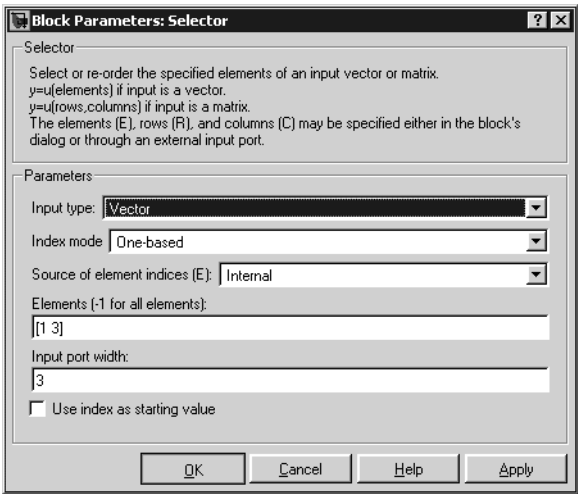 Block Parameters: Selector
Selector
Select or re-order the specified elements of an input vector or matrix.
y=u(elements) if input is a vector.
y=u(rows,columns) if input is a matrix.
The elements (E), rows (R), and columns (C) may be specified either in the block's
dialog or through an external input port.
Parameters
Input type: Vector
Index mode One-based
Source of element indices (E): Internal
Elements (-1 for all elements):
[1 3]
Input port width:
3
Use index as starting value
OK Cancel Help Apply